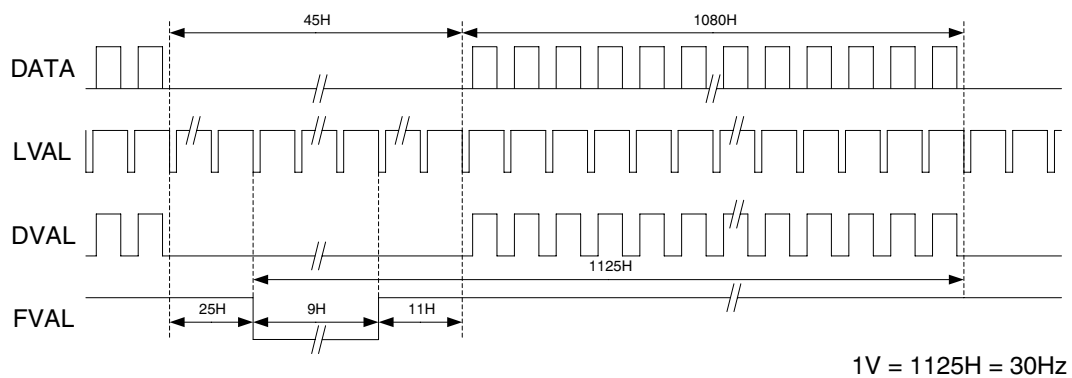 45H
1080H
DATA
LVAL
DVAL
1125H
FVAL
25H
9H
11H
1V = 1125H = 30Hz